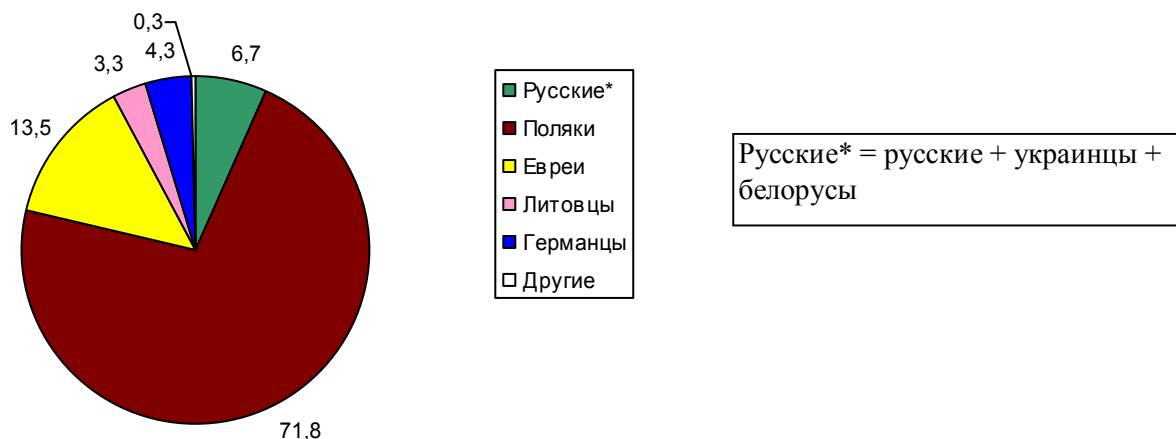 0,3
3,3
4,3
6,7
13,5
71,8
Русские*
Поляки
Евреи
Литовцы
Германцы
Другие
Русские* = русские + украинцы +
белорусы